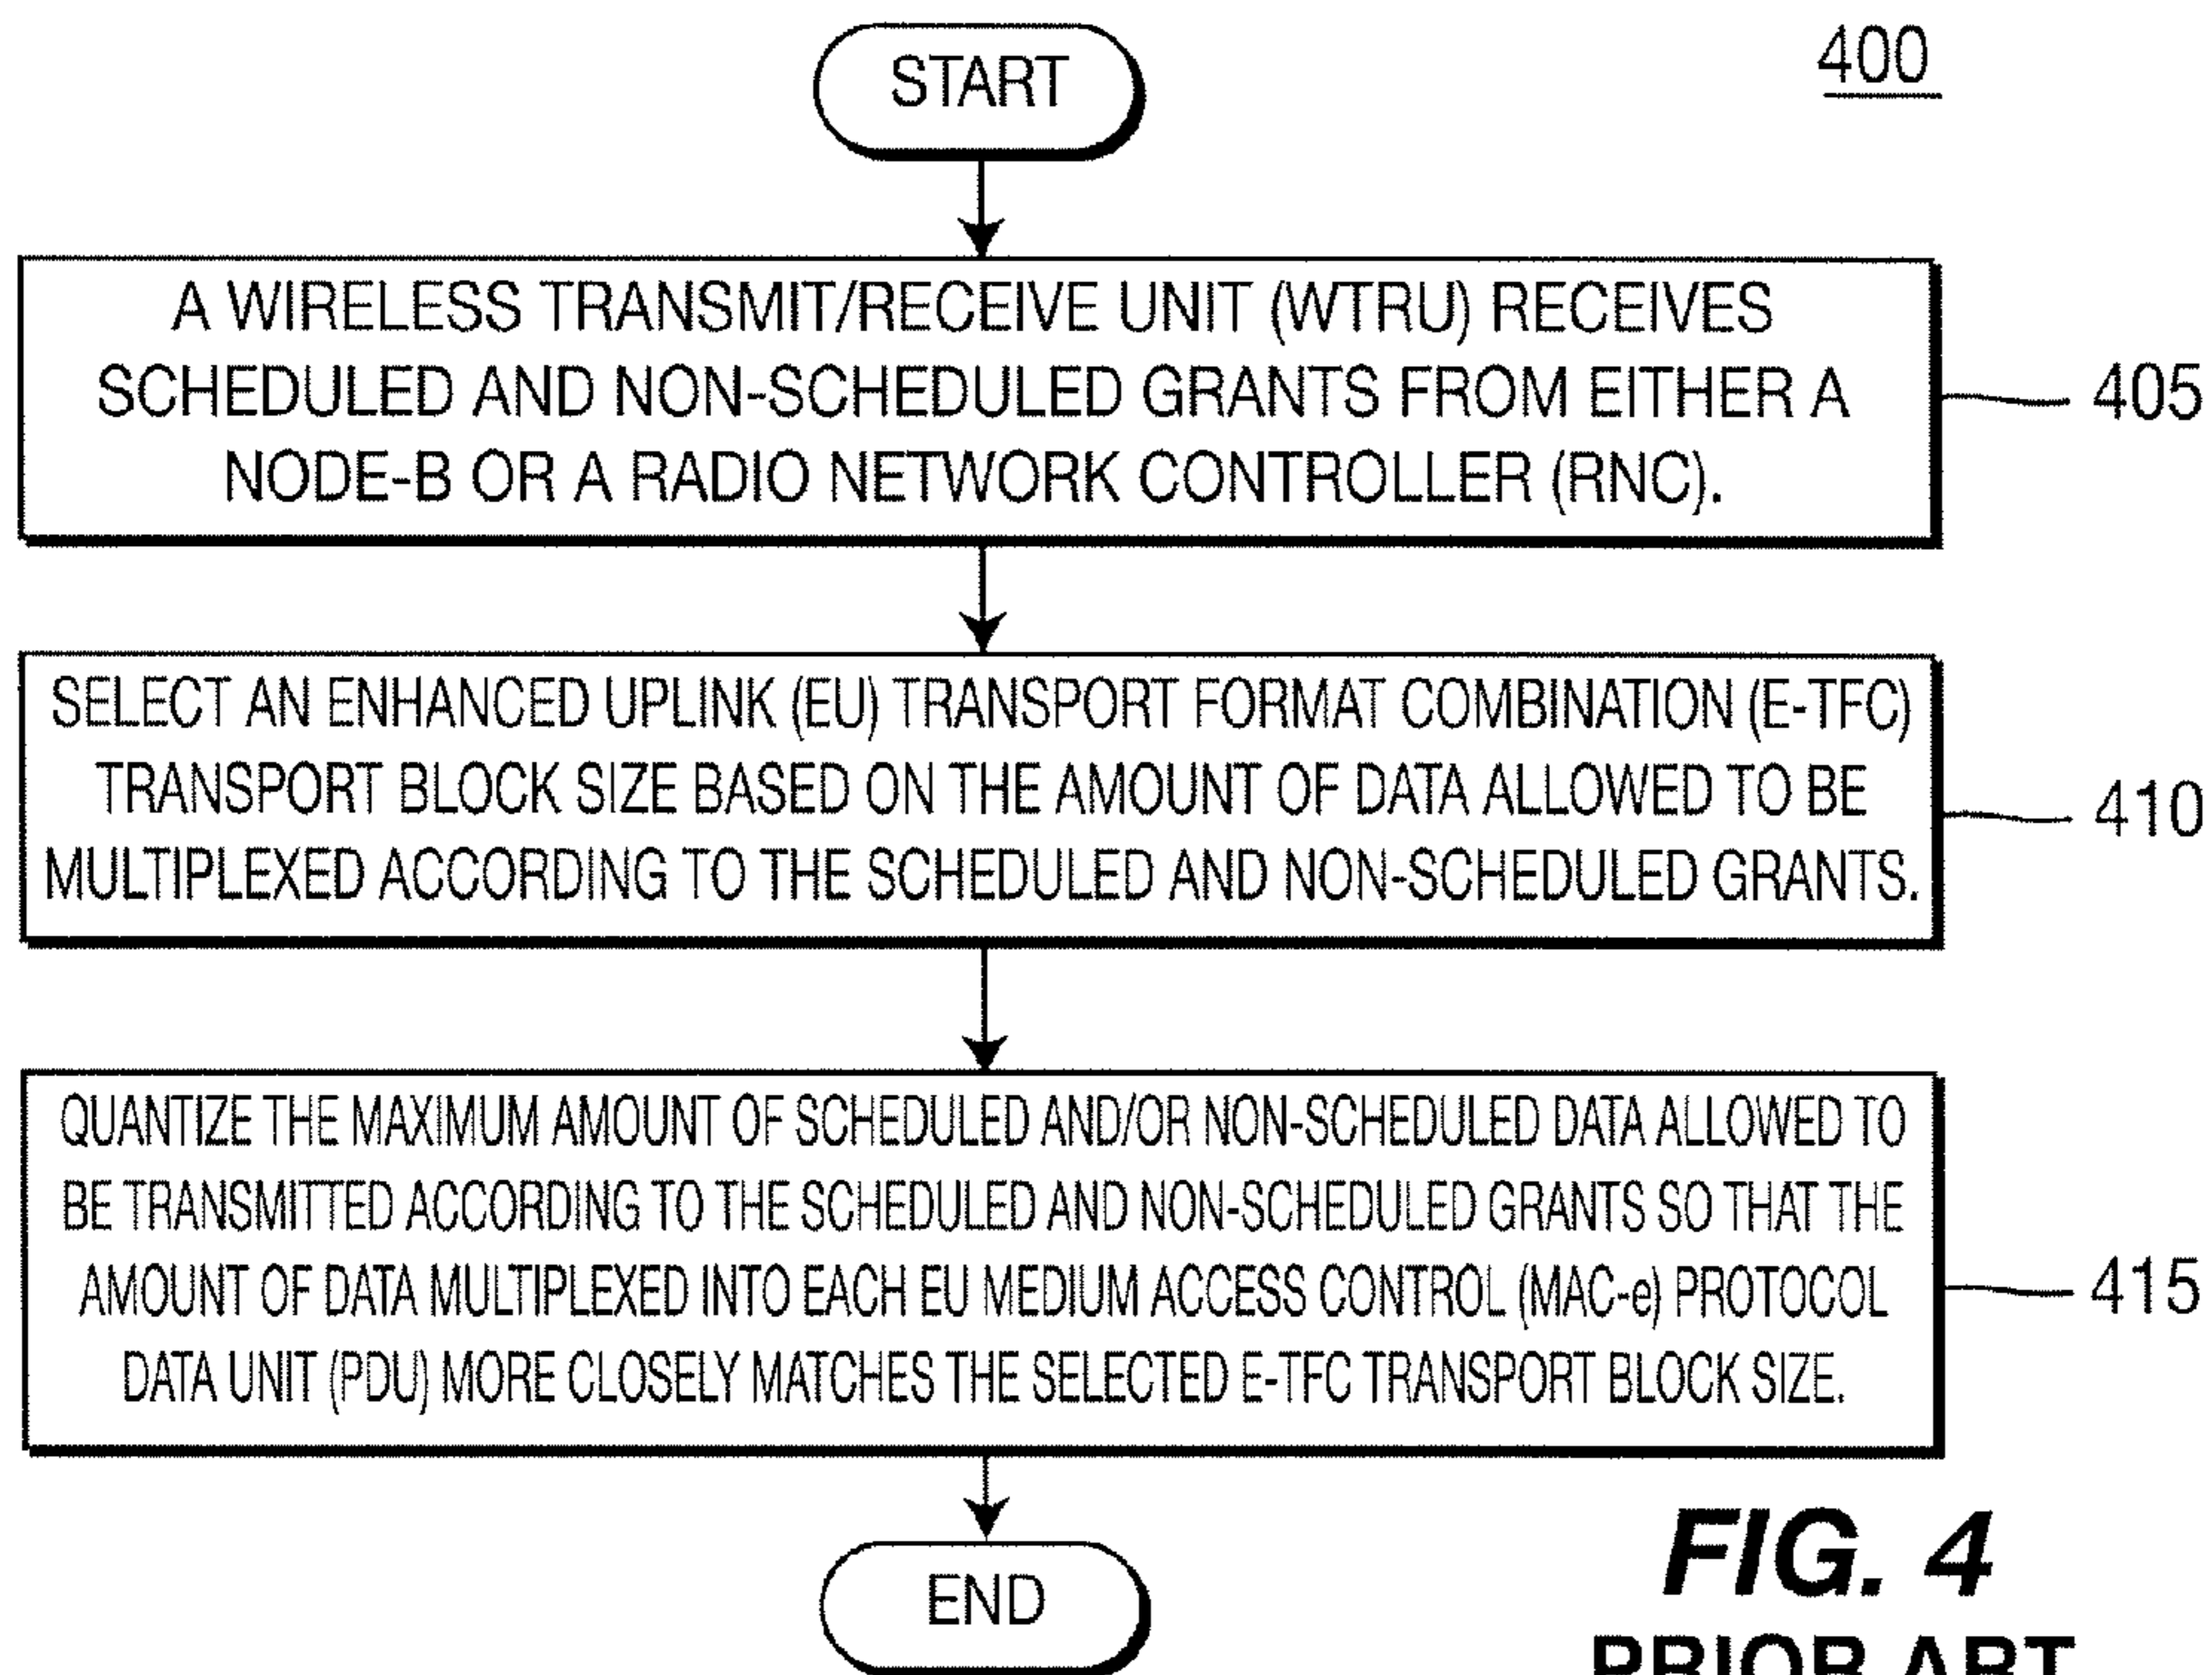 START
400
A WIRELESS TRANSMIT/RECEIVE UNIT (WTRU) RECEIVES
SCHEDULED AND NON-SCHEDULED GRANTS FROM EITHER A
NODE-B OR A RADIO NETWORK CONTROLLER (RNC).
405
SELECT AN ENHANCED UPLINK (EU) TRANSPORT FORMAT COMBINATION (E-TFC)
TRANSPORT BLOCK SIZE BASED ON THE AMOUNT OF DATA ALLOWED TO BE
MULTIPLEXED ACCORDING TO THE SCHEDULED AND NON-SCHEDULED GRANTS.
410
QUANTIZE THE MAXIMUM AMOUNT OF SCHEDULED AND/OR NON-SCHEDULED DATA ALLOWED TO
BE TRANSMITTED ACCORDING TO THE SCHEDULED AND NON-SCHEDULED GRANTS SO THAT THE
AMOUNT OF DATA MULTIPLEXED INTO EACH EU MEDIUM ACCESS CONTROL (MAC-e) PROTOCOL
DATA UNIT (PDU) MORE CLOSELY MATCHES THE SELECTED E-TFC TRANSPORT BLOCK SIZE.
415
END
FIG. 4
PRIOR ART